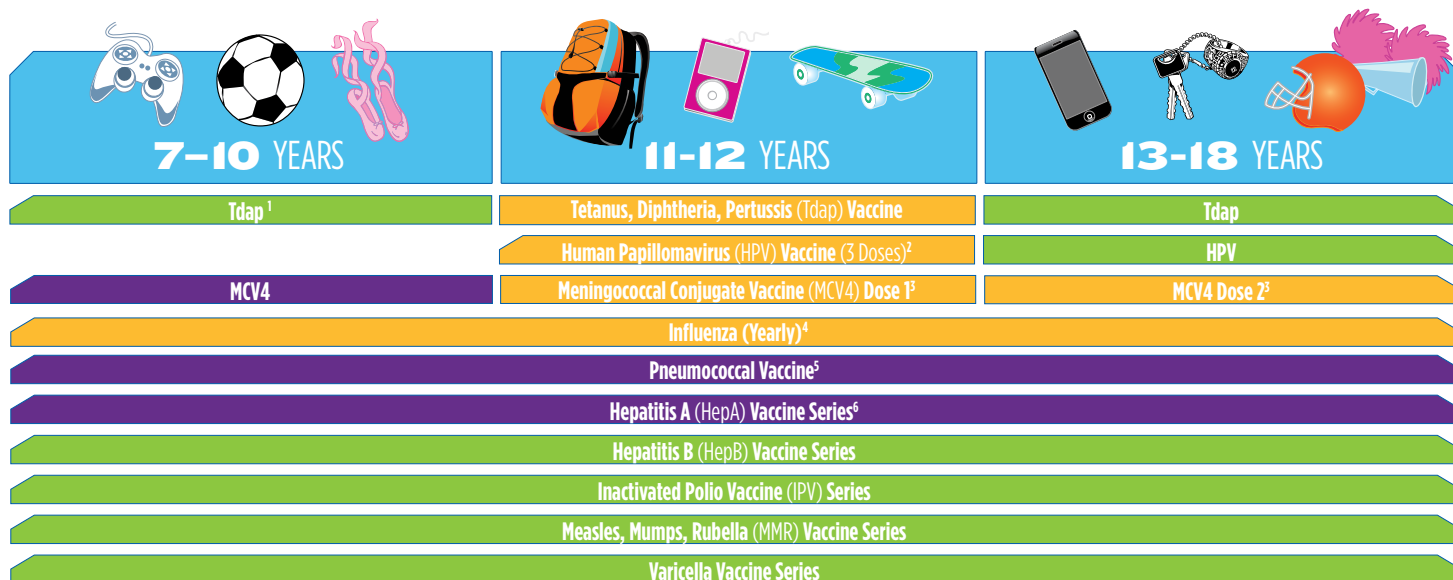 7–10 YEARS
11-12 YEARS
13-18 YEARS
Tdap ¹
Tetanus, Diphtheria, Pertussis (Tdap) Vaccine
Tdap
Human Papillomavirus (HPV) Vaccine (3 Doses)²
HPV
MCV4
Meningococcal Conjugate Vaccine (MCV4) Dose 1³
MCV4 Dose 2³
Influenza (Yearly)⁴
Pneumococcal Vaccine⁵
Hepatitis A (HepA) Vaccine Series⁶
Hepatitis B (HepB) Vaccine Series
Inactivated Polio Vaccine (IPV) Series
Measles, Mumps, Rubella (MMR) Vaccine Series
Varicella Vaccine Series